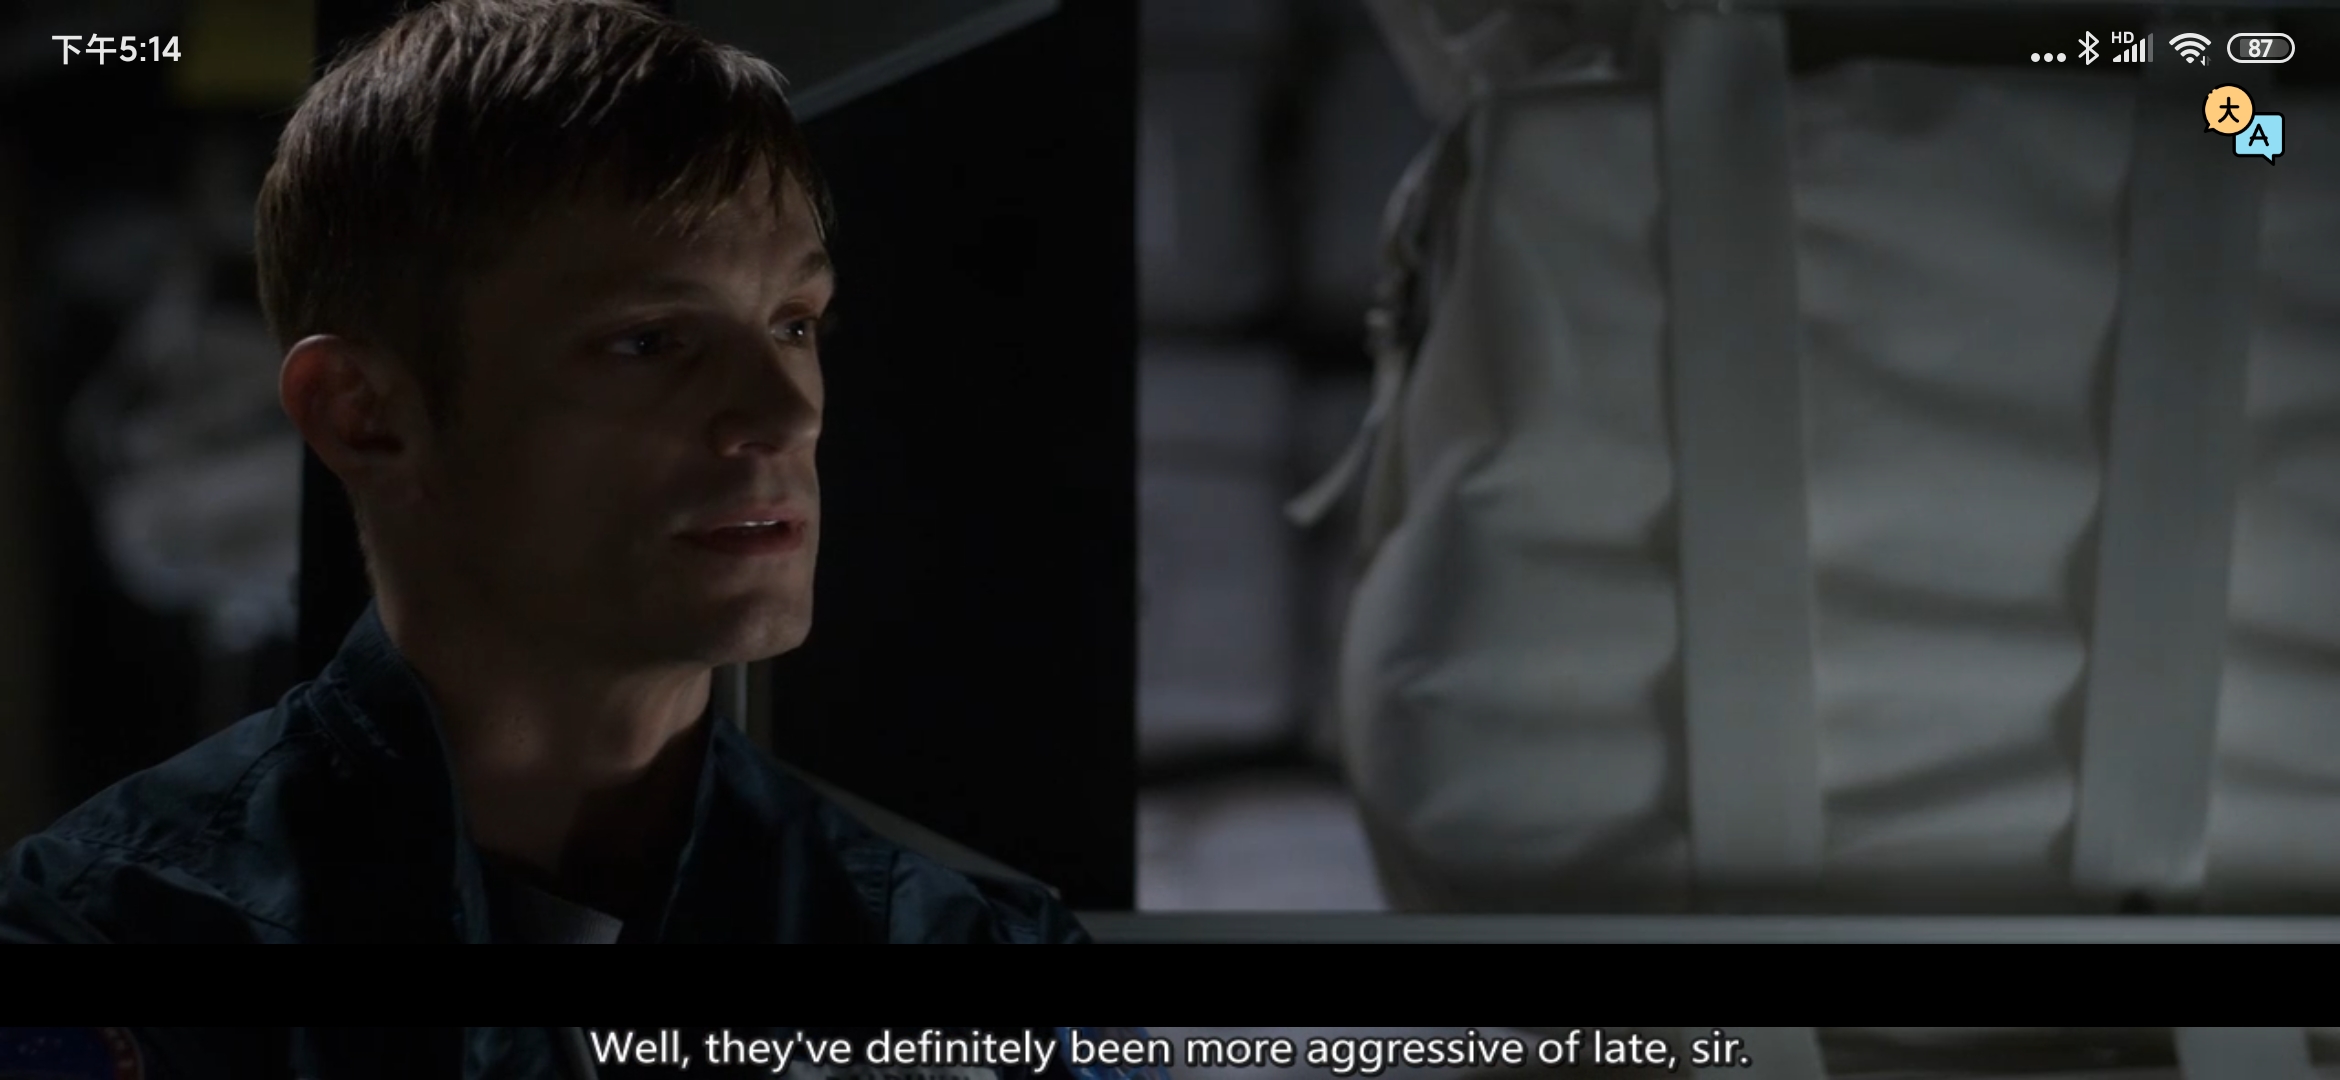 下午5:14
HD
87
大
A
Well, they've definitely been more aggressive of late, sir.